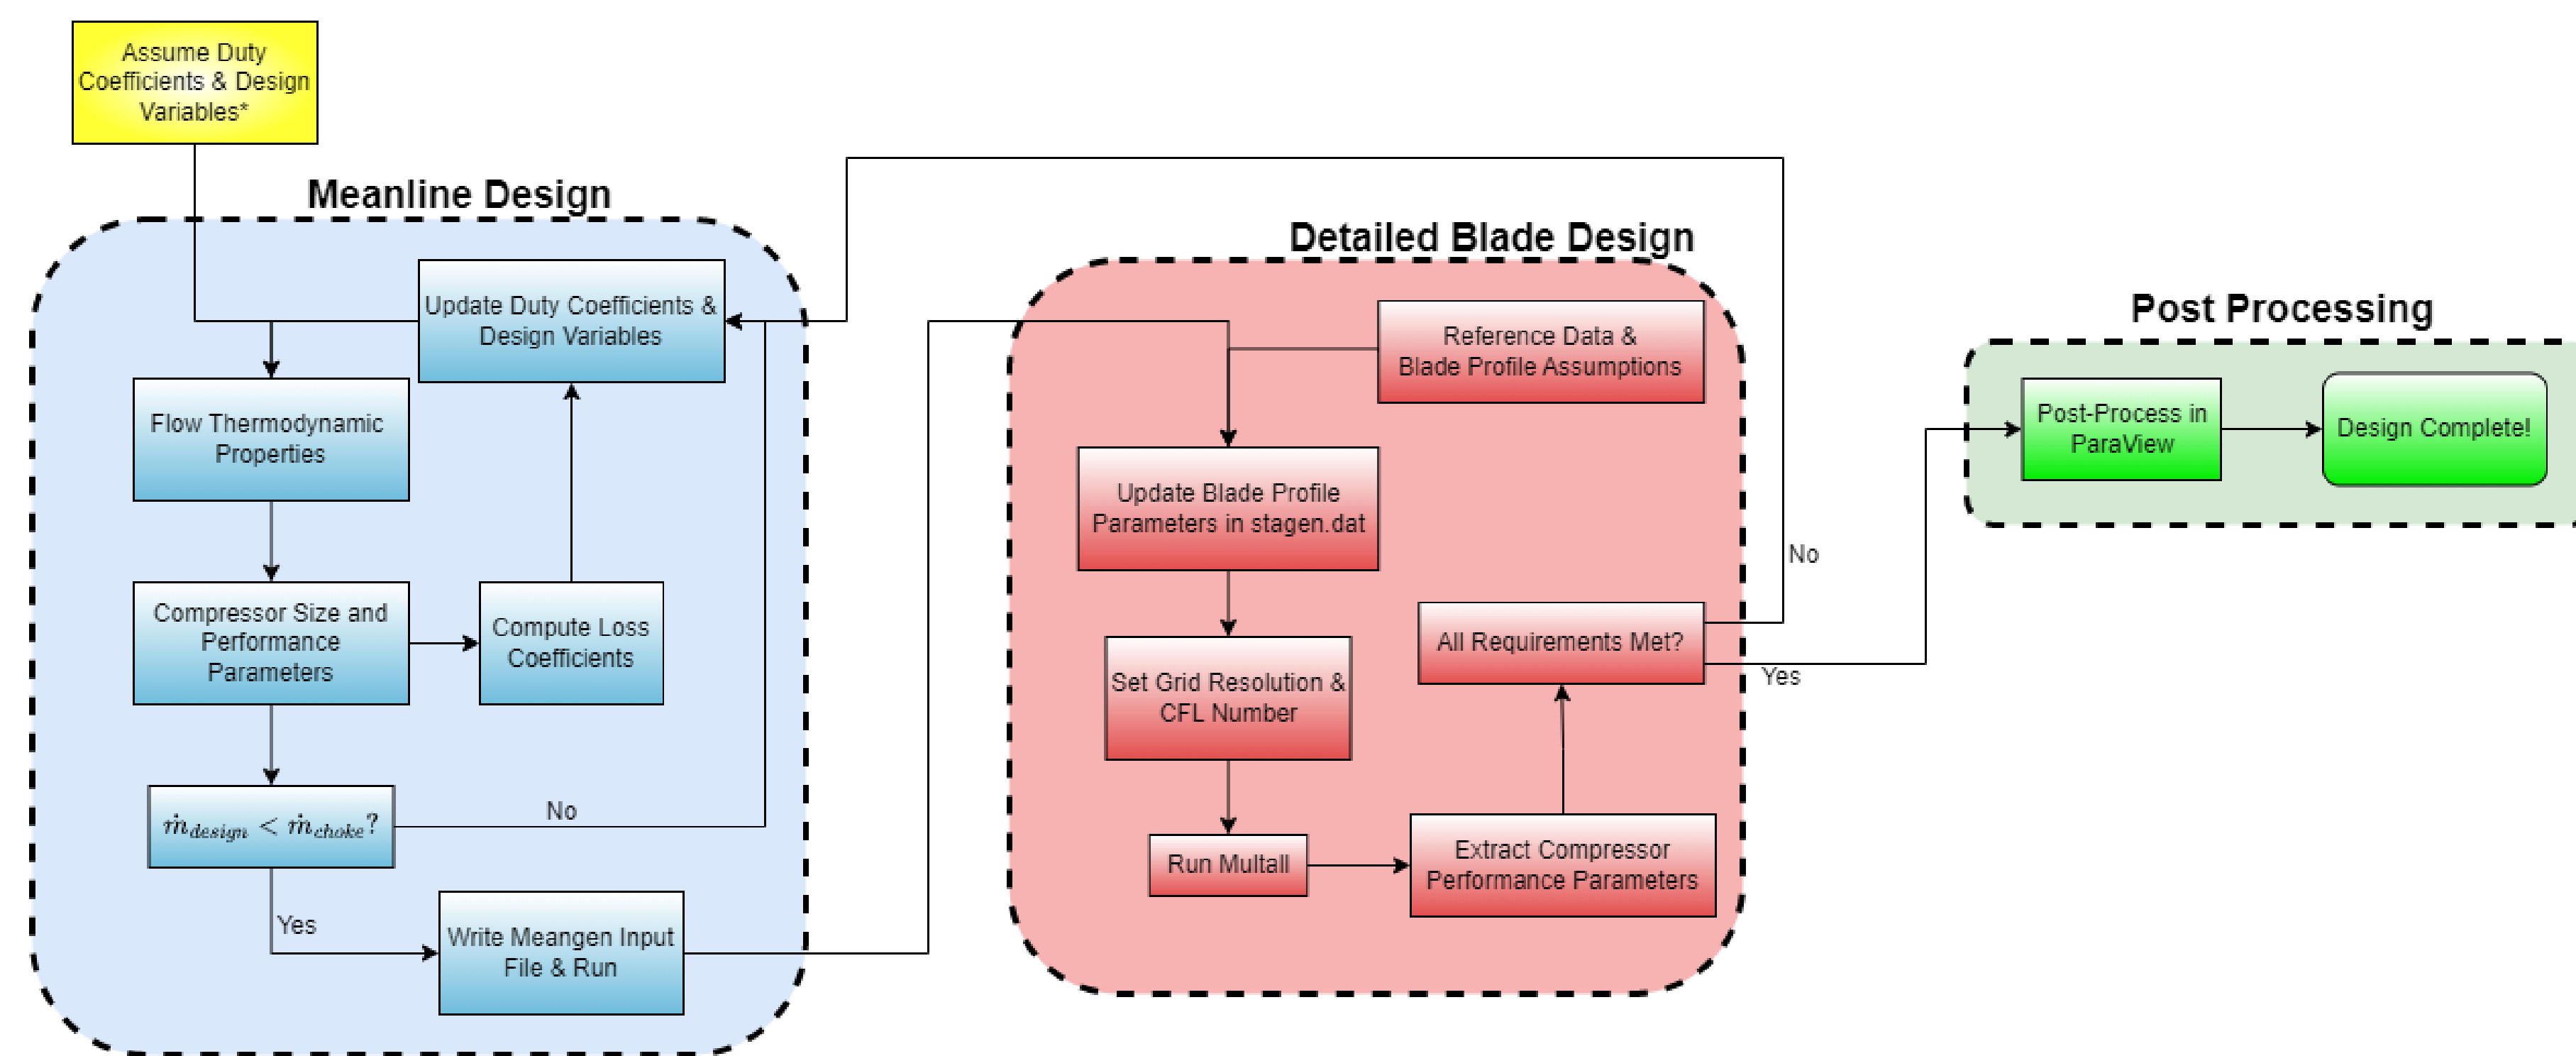 Assume Duty
Coefficients & Design
Variables*
Meanline Design
Update Duty Coefficients &
Design Variables
Flow Thermodynamic
Properties
Compressor Size and
Performance
Parameters
Compute Loss
Coefficients
ṁ_design < ṁ_choke?
No
Yes
Write Meangen Input
File & Run
Detailed Blade Design
Reference Data &
Blade Profile Assumptions
Update Blade Profile
Parameters in stagen.dat
Set Grid Resolution &
CFL Number
Run Multall
Extract Compressor
Performance Parameters
All Requirements Met?
No
Yes
Post Processing
Post-Process in
ParaView
Design Complete!